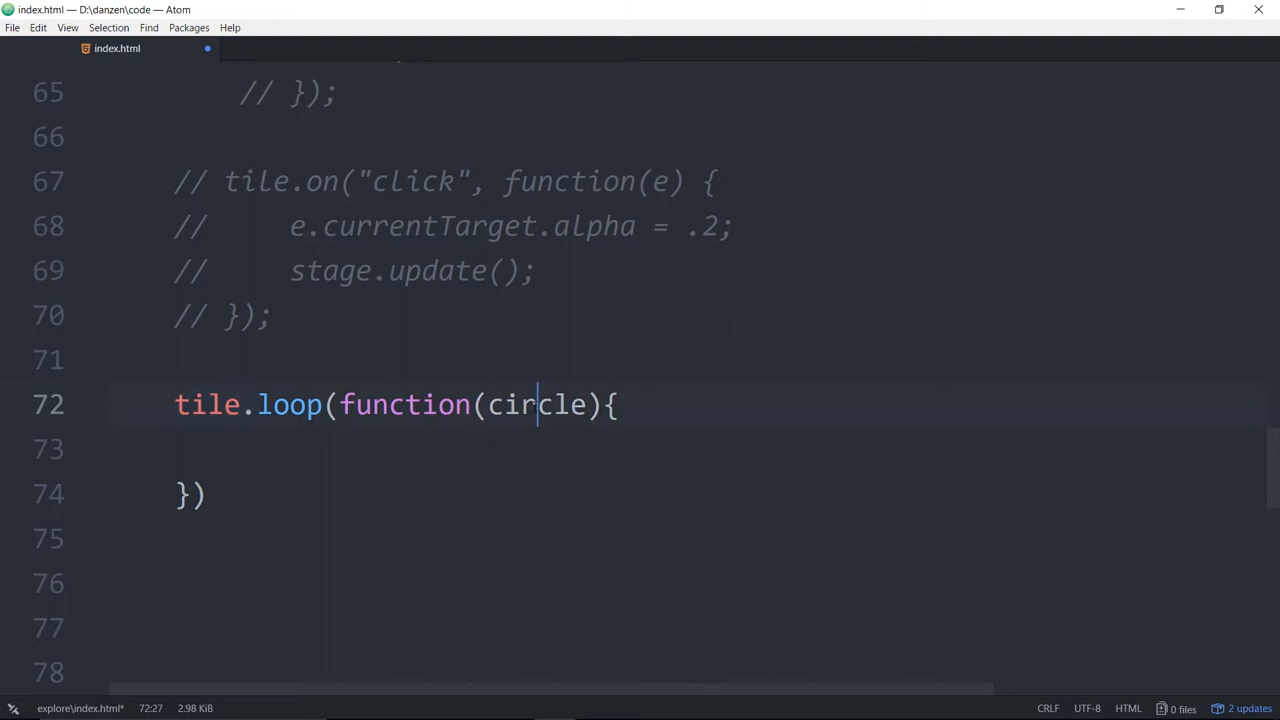 index.html — D:\danzen\code — Atom
File Edit View Selection Find Packages Help
index.html
65 // });
66
67 // tile.on("click", function(e) {
68 // e.currentTarget.alpha = .2;
69 // stage.update();
70 // });
71
72 tile.loop(function(circle){
73
74 })
75
76
77
78
explore\index.html* 72:27 2.98 KiB CRLF UTF-8 HTML 0 files 2 updates